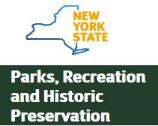 NEW
YORK
STATE
Parks, Recreation
and Historic
Preservation